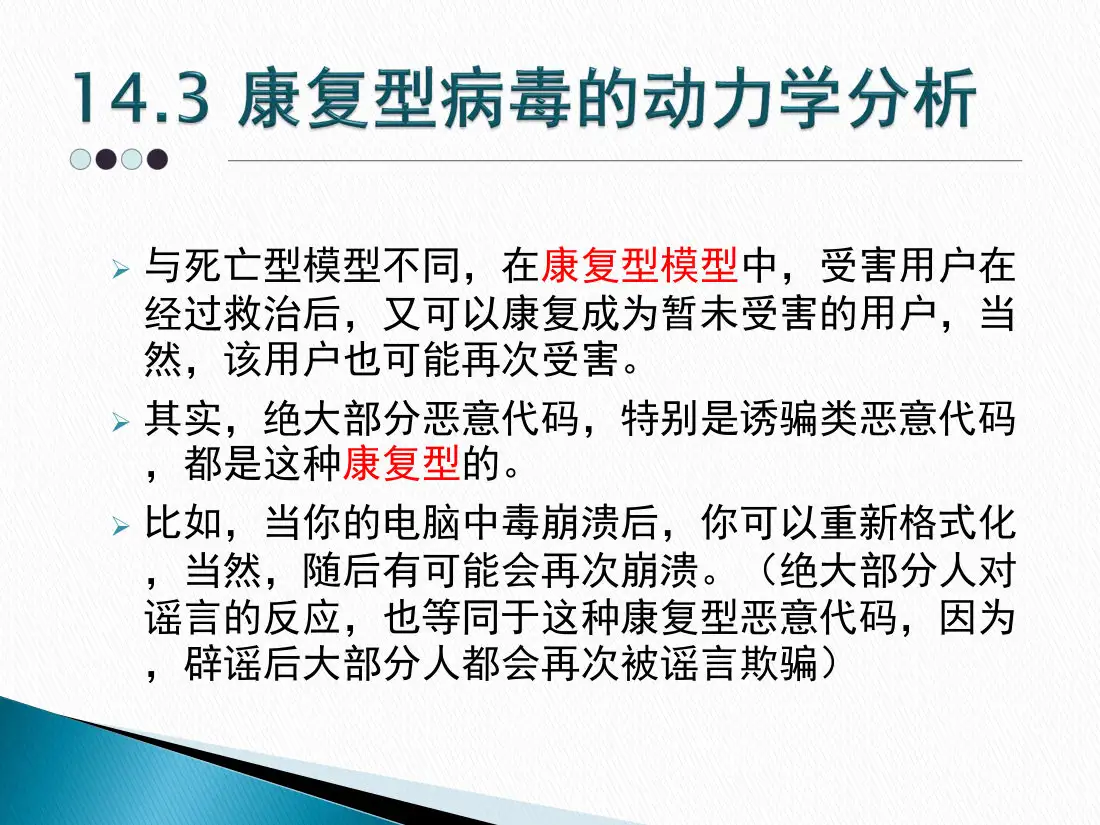 14.3 康复型病毒的动力学分析
➢ 与死亡型模型不同，在康复型模型中，受害用户在
经过救治后，又可以康复成为暂未受害的用户，当
然，该用户也可能再次受害。
➢ 其实，绝大部分恶意代码，特别是诱骗类恶意代码
，都是这种康复型的。
➢ 比如，当你的电脑中毒崩溃后，你可以重新格式化
，当然，随后有可能会再次崩溃。（绝大部分人对
谣言的反应，也等同于这种康复型恶意代码，因为
，辟谣后大部分人都会再次被谣言欺骗）